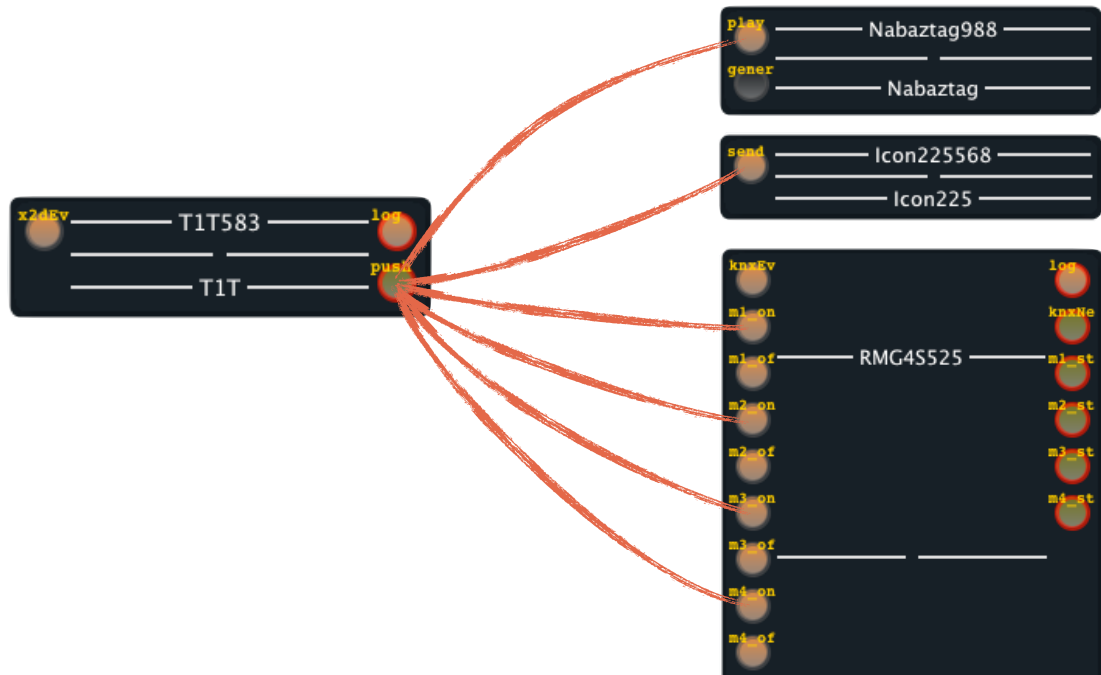 play
Nabaztag988
gener
Nabaztag
send
Icon225568
Icon225
x2dEv
T1T583
log
push
T1T
knxEv
log
m1_on
knxNe
m1_of
RMG4S525
m1_st
m2_on
m2_st
m2_of
m3_st
m3_on
m4_st
m3_of
m4_on
m4_of